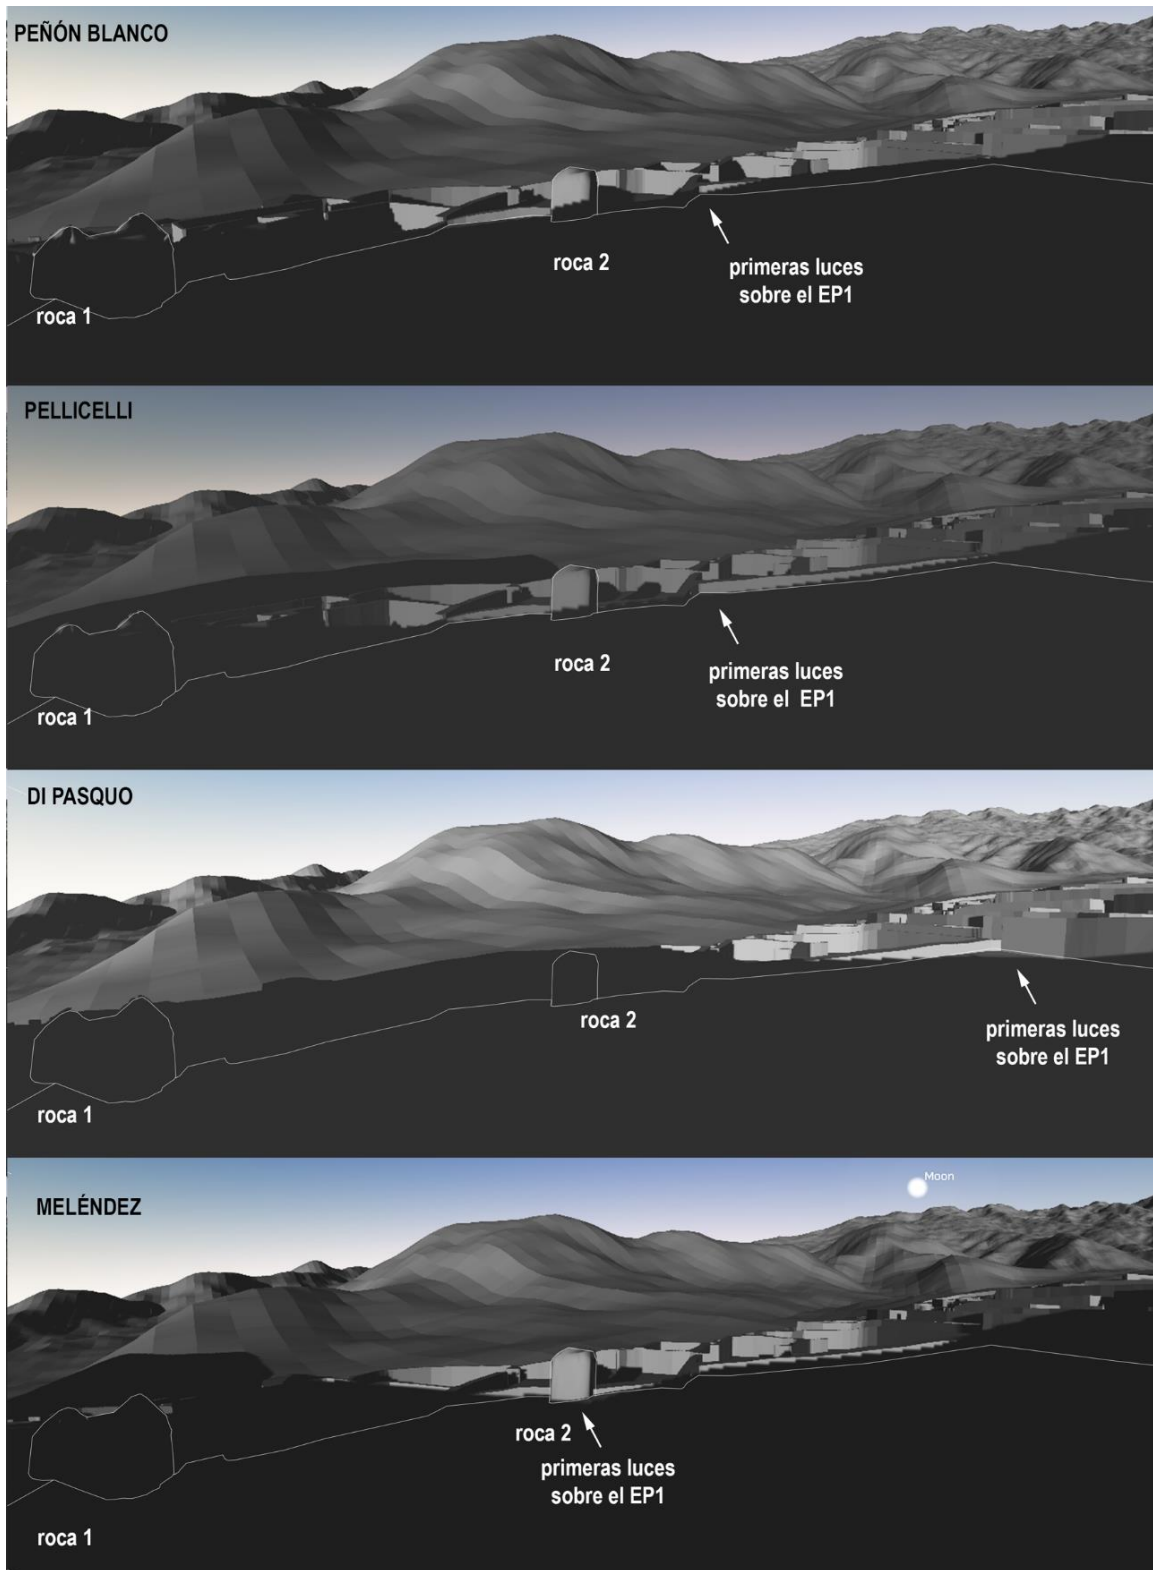 PEÑÓN BLANCO
roca 2
primeras luces
sobre el EP1
roca 1
PELLICELLI
roca 2
primeras luces
sobre el EP1
roca 1
DI PASQUO
roca 2
primeras luces
sobre el EP1
roca 1
Moon
MELÉNDEZ
roca 2
primeras luces
sobre el EP1
roca 1